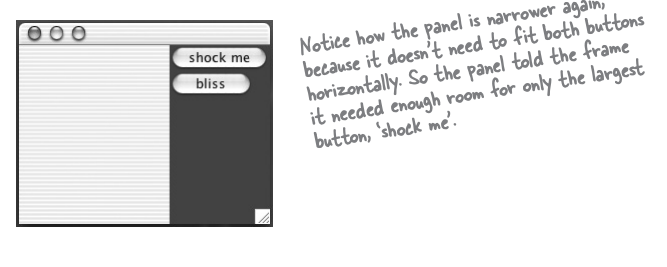 shock me
bliss
Notice how the panel is narrower again,
because it doesn't need to fit both buttons
horizontally. So the panel told the frame
it needed enough room for only the largest
button, 'shock me'.